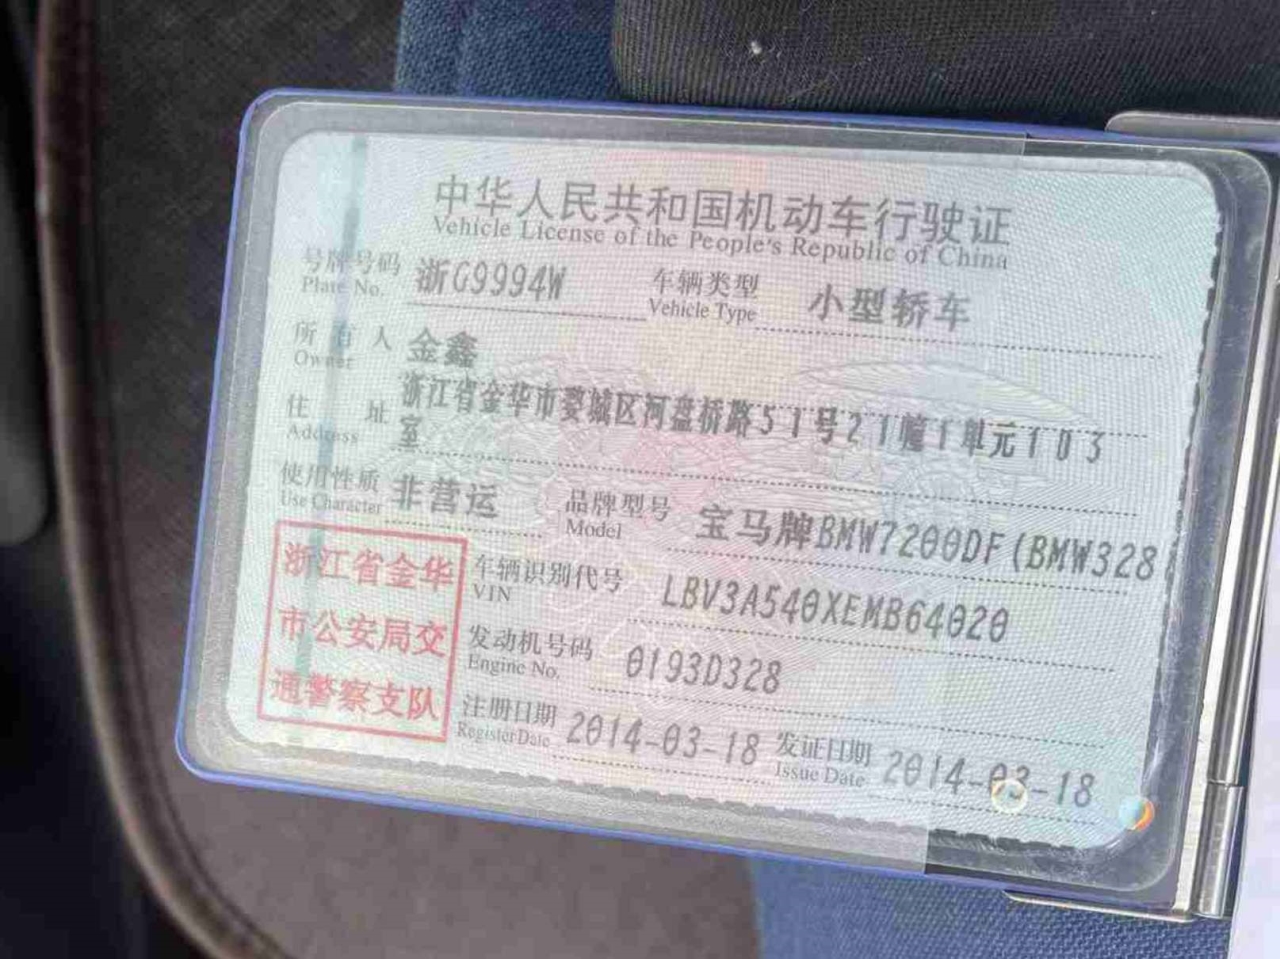 中华人民共和国机动车行驶证
Vehicle License of the People's Republic of China
号牌号码 浙G9994W 车辆类型 小型轿车
Plate No. Vehicle Type
所有人 金鑫
Owner
住址 浙江省金华市婺城区河盘桥路51号21幢1单元103
Address 室
使用性质 非营运 品牌型号 宝马牌BMW7200DF(BMW328
Use Character Model
浙江省金华
市公安局交
通警察支队
车辆识别代号 LBV3A540XEMB64020
VIN
发动机号码 0193D328
Engine No.
注册日期 2014-03-18 发证日期 2014-03-18
Register Date Issue Date